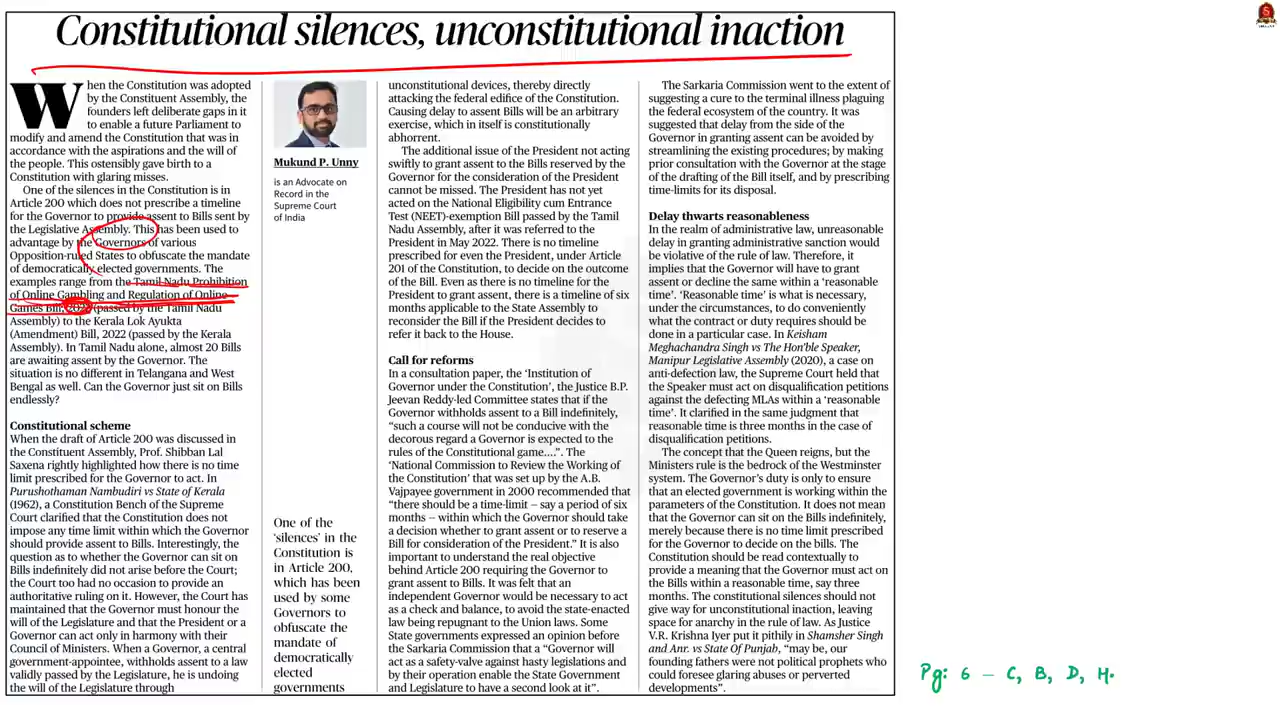 Constitutional silences, unconstitutional inaction
When the Constitution was adopted
by the Constituent Assembly, the
founders left deliberate gaps in it
to enable a future Parliament to
modify and amend the Constitution that was in
accordance with the aspirations and the will of
the people. This ostensibly gave birth to a
Constitution with glaring misses.
One of the silences in the Constitution is in
Article 200 which does not prescribe a timeline
for the Governor to provide assent to Bills sent by
the Legislative Assembly. This has been used to
advantage by the Governors of various
Opposition-ruled States to obfuscate the mandate
of democratically elected governments. The
examples range from the Tamil Nadu Prohibition
of Online Gambling and Regulation of Online
Games Bill, 2022 (passed by the Tamil Nadu
Assembly) to the Kerala Lok Ayukta
(Amendment) Bill, 2022 (passed by the Kerala
Assembly). In Tamil Nadu alone, almost 20 Bills
are awaiting assent by the Governor. The
situation is no different in Telangana and West
Bengal as well. Can the Governor just sit on Bills
endlessly?
Constitutional scheme
When the draft of Article 200 was discussed in
the Constituent Assembly, Prof. Shibban Lal
Saxena rightly highlighted how there is no time
limit prescribed for the Governor to act. In
Purushothaman Nambudiri vs State of Kerala
(1962), a Constitution Bench of the Supreme
Court clarified that the Constitution does not
impose any time limit within which the Governor
should provide assent to Bills. Interestingly, the
question as to whether the Governor can sit on
Bills indefinitely did not arise before the Court;
the Court too had no occasion to provide an
authoritative ruling on it. However, the Court has
maintained that the Governor must honour the
will of the Legislature and that the President or a
Governor can act only in harmony with their
Council of Ministers. When a Governor, a central
government-appointee, withholds assent to a law
validly passed by the Legislature, he is undoing
the will of the Legislature through
Mukund P. Unny
is an Advocate on
Record in the
Supreme Court
of India
One of the
‘silences’ in the
Constitution is
in Article 200,
which has been
used by some
Governors to
obfuscate the
mandate of
democratically
elected
governments
unconstitutional devices, thereby directly
attacking the federal edifice of the Constitution.
Causing delay to assent Bills will be an arbitrary
exercise, which in itself is constitutionally
abhorrent.
The additional issue of the President not acting
swiftly to grant assent to the Bills reserved by the
Governor for the consideration of the President
cannot be missed. The President has not yet
acted on the National Eligibility cum Entrance
Test (NEET)-exemption Bill passed by the Tamil
Nadu Assembly, after it was referred to the
President in May 2022. There is no timeline
prescribed for even the President, under Article
201 of the Constitution, to decide on the outcome
of the Bill. Even as there is no timeline for the
President to grant assent, there is a timeline of six
months applicable to the State Assembly to
reconsider the Bill if the President decides to
refer it back to the House.
Call for reforms
In a consultation paper, the ‘Institution of
Governor under the Constitution’, the Justice B.P.
Jeevan Reddy-led Committee states that if the
Governor withholds assent to a Bill indefinitely,
“such a course will not be conducive with the
decorous regard a Governor is expected to the
rules of the Constitutional game....”. The
‘National Commission to Review the Working of
the Constitution’ that was set up by the A.B.
Vajpayee government in 2000 recommended that
“there should be a time-limit — say a period of six
months — within which the Governor should take
a decision whether to grant assent or to reserve a
Bill for consideration of the President.” It is also
important to understand the real objective
behind Article 200 requiring the Governor to
grant assent to Bills. It was felt that an
independent Governor would be necessary to act
as a check and balance, to avoid the state-enacted
law being repugnant to the Union laws. Some
State governments expressed an opinion before
the Sarkaria Commission that a “Governor will
act as a safety-valve against hasty legislations and
by their operation enable the State Government
and Legislature to have a second look at it”.
The Sarkaria Commission went to the extent of
suggesting a cure to the terminal illness plaguing
the federal ecosystem of the country. It was
suggested that delay from the side of the
Governor in granting assent can be avoided by
streamlining the existing procedures; by making
prior consultation with the Governor at the stage
of the drafting of the Bill itself, and by prescribing
time-limits for its disposal.
Delay thwarts reasonableness
In the realm of administrative law, unreasonable
delay in granting administrative sanction would
be violative of the rule of law. Therefore, it
implies that the Governor will have to grant
assent or decline the same within a ‘reasonable
time’. ‘Reasonable time’ is what is necessary,
under the circumstances, to do conveniently
what the contract or duty requires should be
done in a particular case. In Keisham
Meghachandra Singh vs The Hon’ble Speaker,
Manipur Legislative Assembly (2020), a case on
anti-defection law, the Supreme Court held that
the Speaker must act on disqualification petitions
against the defecting MLAs within a ‘reasonable
time’. It clarified in the same judgment that
reasonable time is three months in the case of
disqualification petitions.
The concept that the Queen reigns, but the
Ministers rule is the bedrock of the Westminster
system. The Governor’s duty is only to ensure
that an elected government is working within the
parameters of the Constitution. It does not mean
that the Governor can sit on the Bills indefinitely,
merely because there is no time limit prescribed
for the Governor to decide on the bills. The
Constitution should be read contextually to
provide a meaning that the Governor must act on
the Bills within a reasonable time, say three
months. The constitutional silences should not
give way for unconstitutional inaction, leaving
space for anarchy in the rule of law. As Justice
V.R. Krishna Iyer put it pithily in Shamsher Singh
and Anr. vs State Of Punjab, “may be, our
founding fathers were not political prophets who
could foresee glaring abuses or perverted
developments”.
Pg: 6 – C, B, D, H.